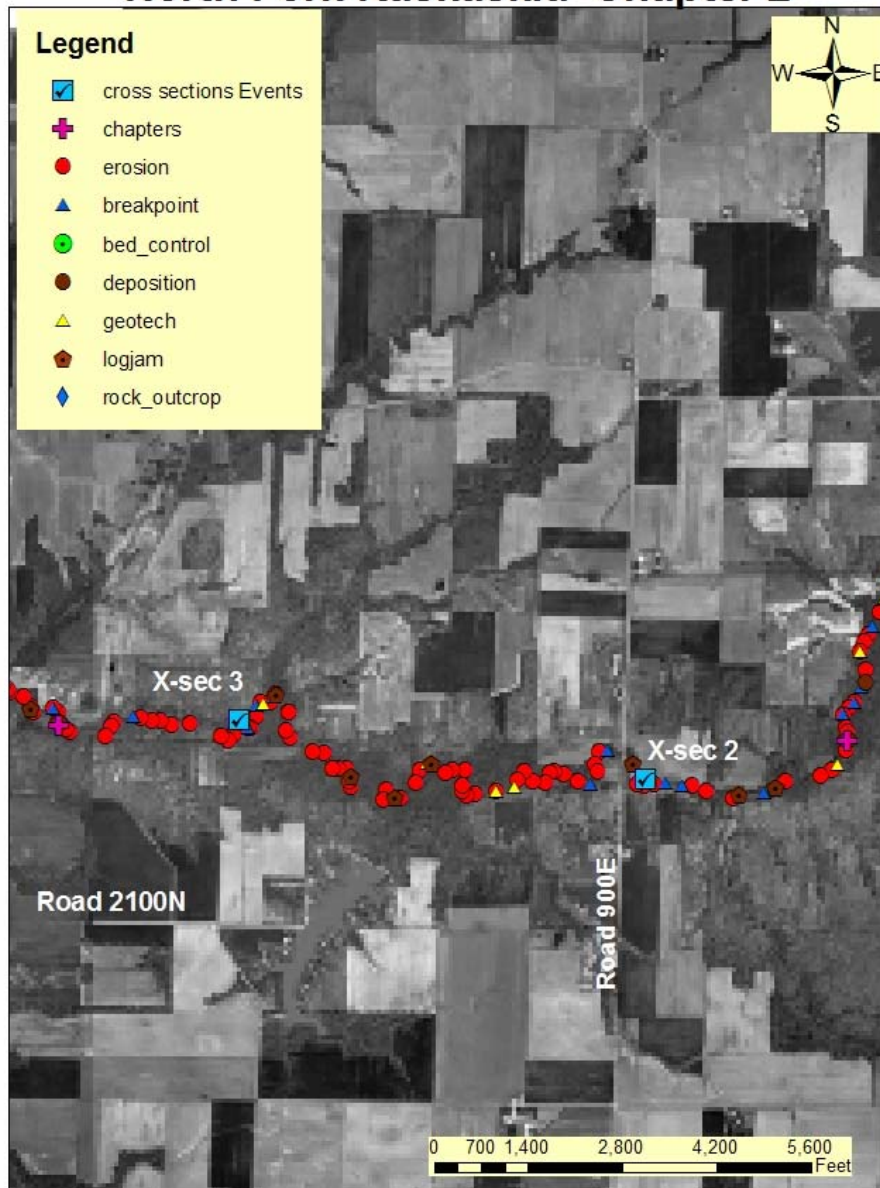 Legend
N
W E
S
cross sections Events
chapters
erosion
breakpoint
bed_control
deposition
geotech
logjam
rock_outcrop
X-sec 3
X-sec 2
Road 2100N
Road 900E
0 700 1,400 2,800 4,200 5,600
Feet